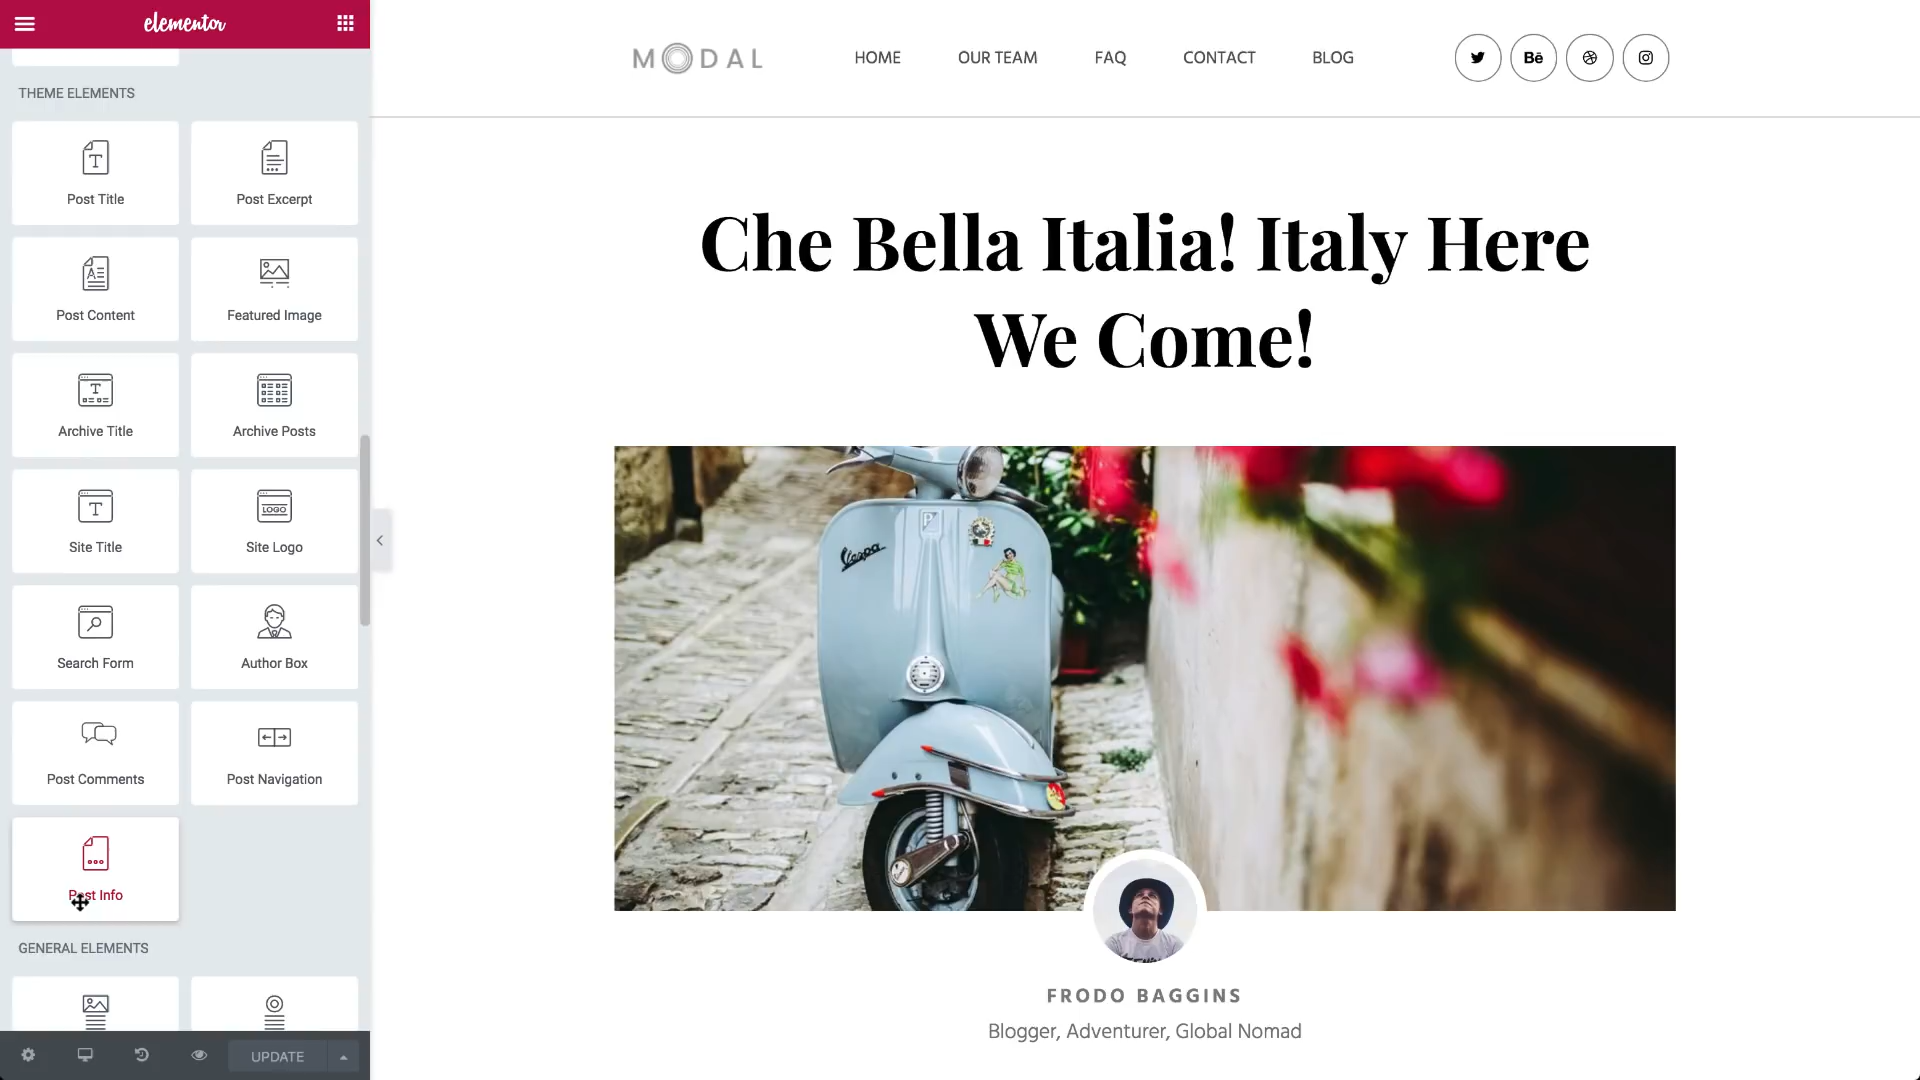 elementor
THEME ELEMENTS
Post Title
Post Excerpt
Post Content
Featured Image
Archive Title
Archive Posts
Site Title
LOGO
Site Logo
Search Form
Author Box
Post Comments
Post Navigation
Post Info
GENERAL ELEMENTS
UPDATE
MODAL
HOME
OUR TEAM
FAQ
CONTACT
BLOG
Bē
Che Bella Italia! Italy Here
We Come!
Vespa
P
FRODO BAGGINS
Blogger, Adventurer, Global Nomad